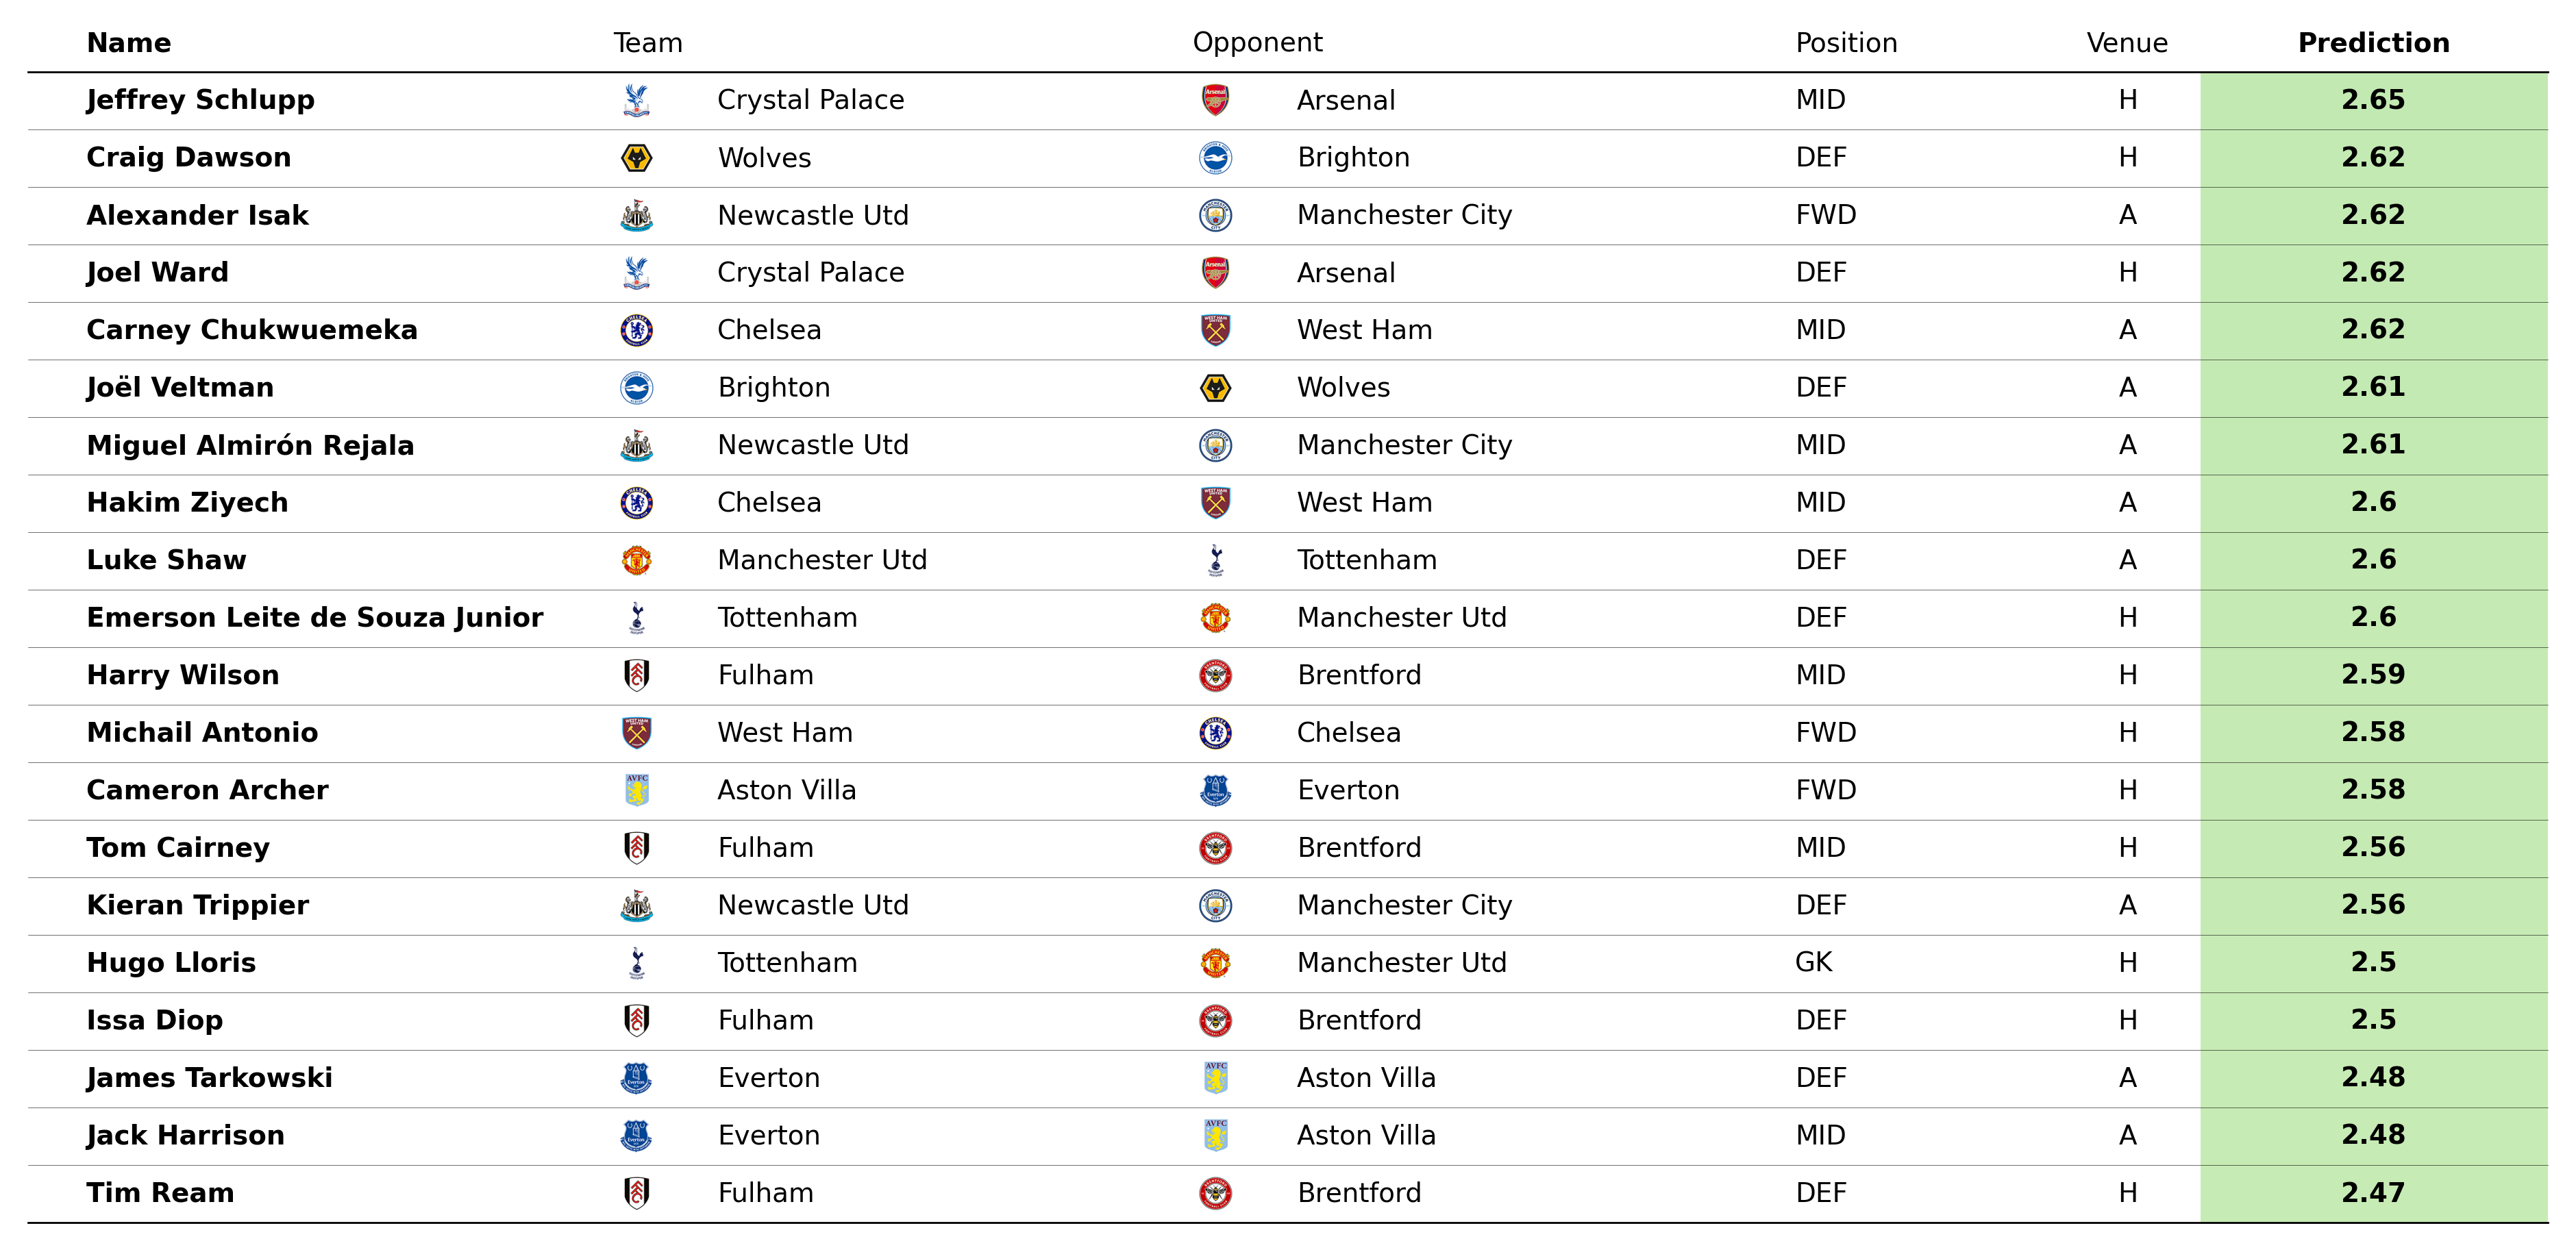 Name Team Opponent Position Venue Prediction
Jeffrey Schlupp Crystal Palace Arsenal MID H 2.65
Craig Dawson Wolves Brighton DEF H 2.62
Alexander Isak Newcastle Utd Manchester City FWD A 2.62
Joel Ward Crystal Palace Arsenal DEF H 2.62
Carney Chukwuemeka Chelsea West Ham MID A 2.62
Joël Veltman Brighton Wolves DEF A 2.61
Miguel Almirón Rejala Newcastle Utd Manchester City MID A 2.61
Hakim Ziyech Chelsea West Ham MID A 2.6
Luke Shaw Manchester Utd Tottenham DEF A 2.6
Emerson Leite de Souza Junior Tottenham Manchester Utd DEF H 2.6
Harry Wilson Fulham Brentford MID H 2.59
Michail Antonio West Ham Chelsea FWD H 2.58
Cameron Archer Aston Villa Everton FWD H 2.58
Tom Cairney Fulham Brentford MID H 2.56
Kieran Trippier Newcastle Utd Manchester City DEF A 2.56
Hugo Lloris Tottenham Manchester Utd GK H 2.5
Issa Diop Fulham Brentford DEF H 2.5
James Tarkowski Everton Aston Villa DEF A 2.48
Jack Harrison Everton Aston Villa MID A 2.48
Tim Ream Fulham Brentford DEF H 2.47